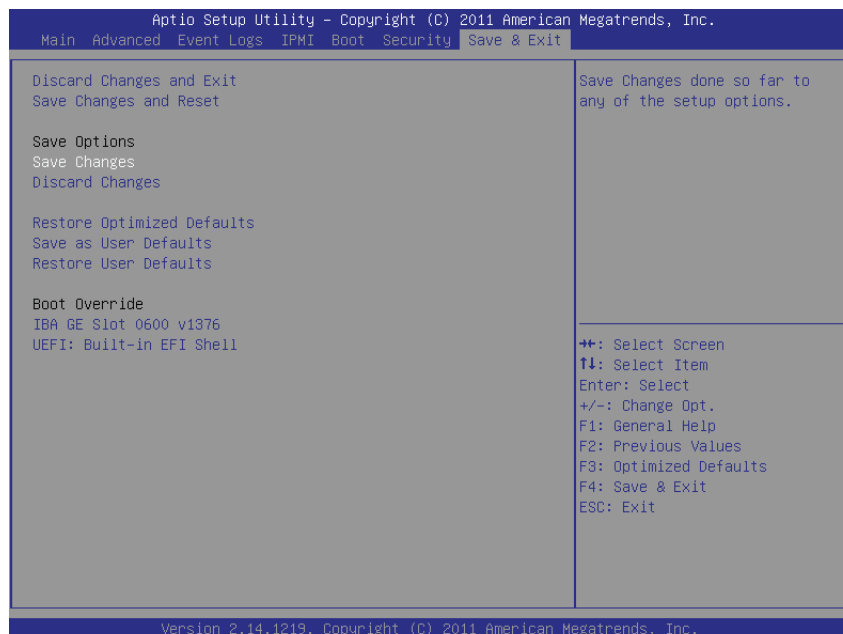 Aptio Setup Utility – Copyright (C) 2011 American Megatrends, Inc.
Main Advanced Event Logs IPMI Boot Security Save & Exit
Discard Changes and Exit
Save Changes and Reset
Save Options
Save Changes
Discard Changes
Restore Optimized Defaults
Save as User Defaults
Restore User Defaults
Boot Override
IBA GE Slot 0600 v1376
UEFI: Built-in EFI Shell
Save Changes done so far to
any of the setup options.
→←: Select Screen
↑↓: Select Item
Enter: Select
+/-: Change Opt.
F1: General Help
F2: Previous Values
F3: Optimized Defaults
F4: Save & Exit
ESC: Exit
Version 2.14.1219. Copyright (C) 2011 American Megatrends, Inc.